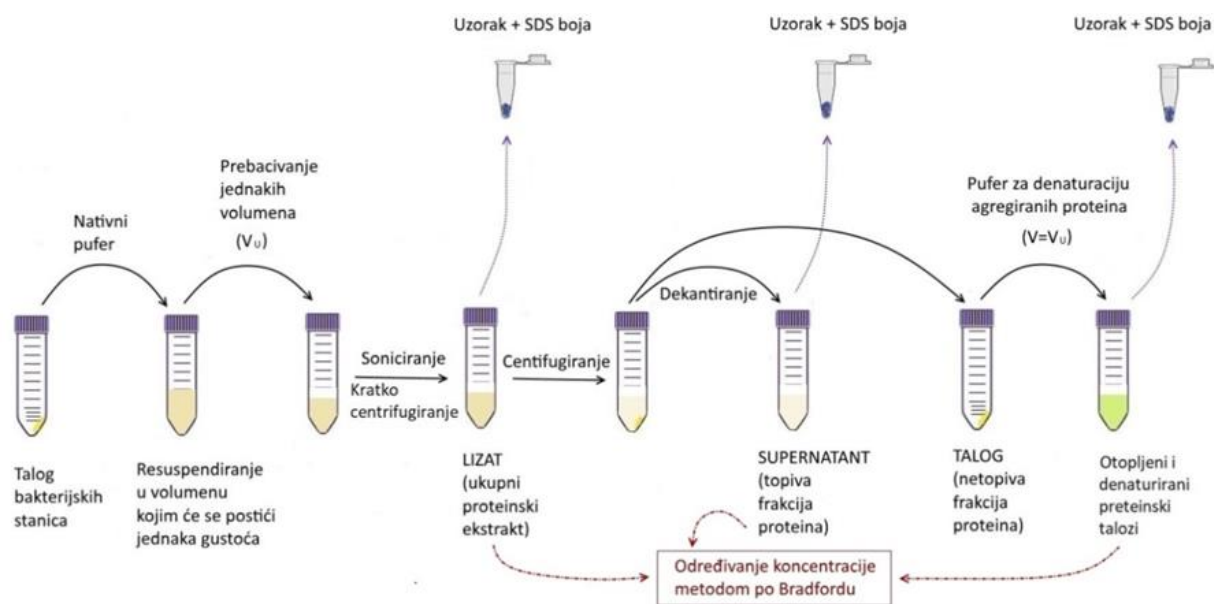 Uzorak + SDS boja
Uzorak + SDS boja
Uzorak + SDS boja
Nativni
pufer
Prebacivanje
jednakih
volumena
(Vᵤ)
Pufer za denaturaciju
agregiranih proteina
(V=Vᵤ)
Soniciranje
Kratko
centrifugiranje
Centifugiranje
Dekantiranje
Talog
bakterijskih
stanica
Resuspendiranje
u volumenu
kojim će se postići
jednaka gustoća
LIZAT
(ukupni
proteinski
ekstrakt)
SUPERNATANT
(topiva
frakcija
proteina)
TALOG
(netopiva
frakcija
proteina)
Otopljeni i
denaturirani
preteinski
talozi
Određivanje koncentracije
metodom po Bradfordu